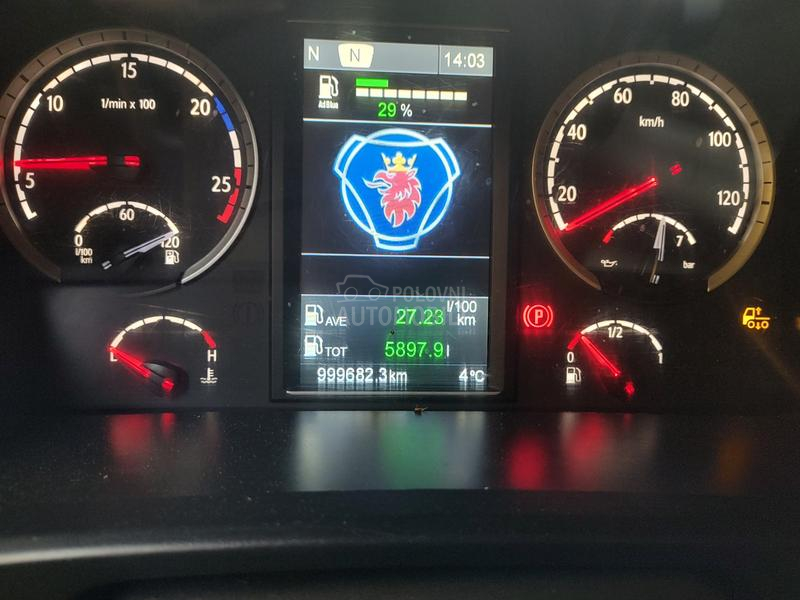 N N 14:03
AdBlue
29 %
5 10 15 20 25
1/min x 100
0 60 120
l/100
km
20 40 60 80 100 120
km/h
7
bar
POLOVNI
AUTOMOBILI
AVE 27.23 l/100
km
TOT 5897.9 l
999682,3km 4°C
L H
(P)
0 1/2 1